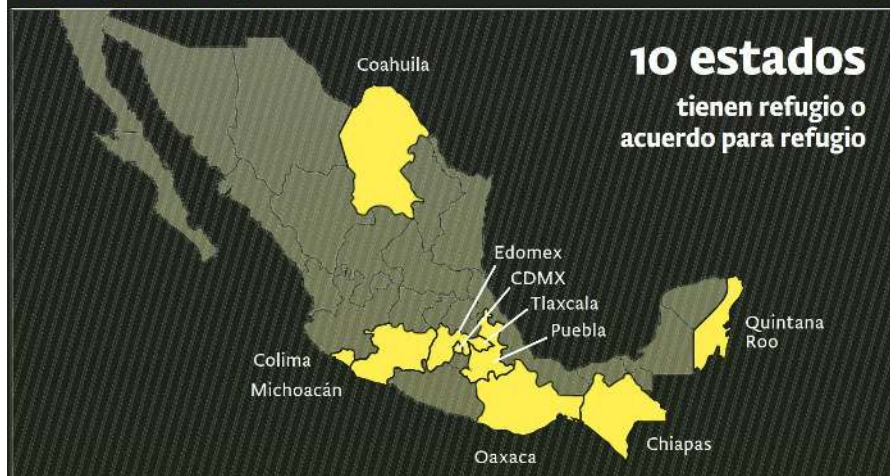 10 estados
tienen refugio o
acuerdo para refugio
Coahuila
Edomex
CDMX
Tlaxcala
Puebla
Quintana
Roo
Colima
Michoacán
Chiapas
Oaxaca